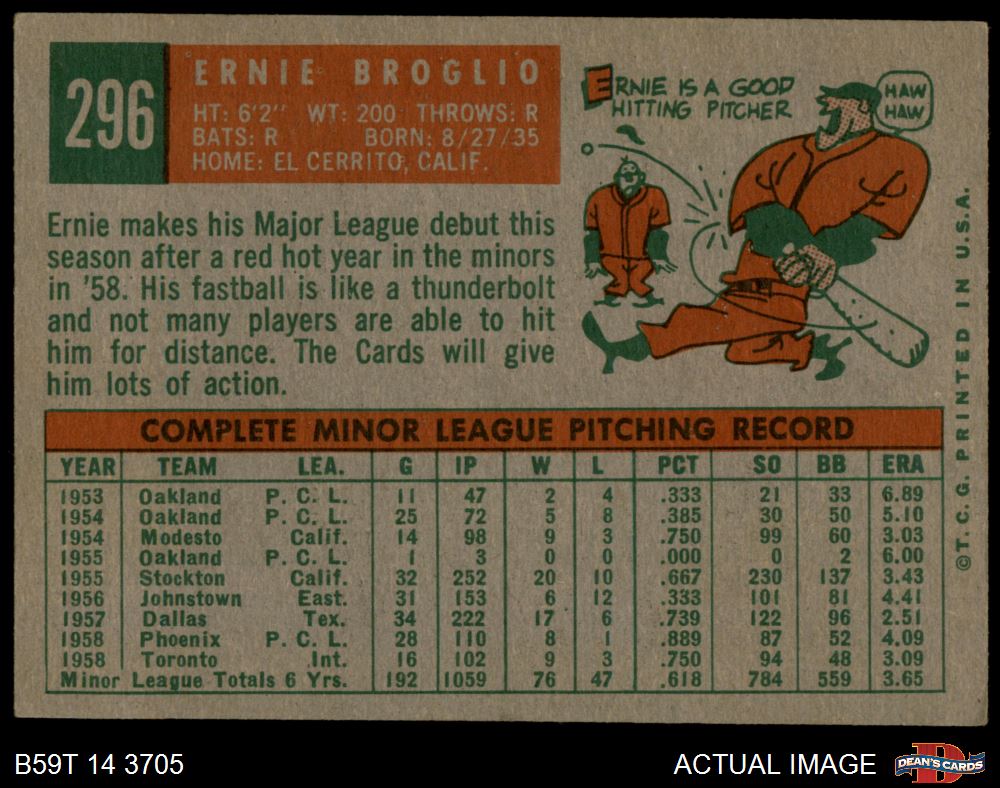 296
ERNIE BROGLIO
HT: 6'2" WT: 200 THROWS: R
BATS: R BORN: 8/27/35
HOME: EL CERRITO, CALIF.
ERNIE IS A GOOD
HITTING PITCHER
HAW
HAW
Ernie makes his Major League debut this
season after a red hot year in the minors
in '58. His fastball is like a thunderbolt
and not many players are able to hit
him for distance. The Cards will give
him lots of action.
COMPLETE MINOR LEAGUE PITCHING RECORD
YEAR TEAM LEA. G IP W L PCT SO BB ERA
1953 Oakland P. C. L. 11 47 2 4 .333 21 33 6.89
1954 Oakland P. C. L. 25 72 5 8 .385 30 50 5.10
1954 Modesto Calif. 14 98 9 3 .750 99 60 3.03
1955 Oakland P. C. L. 1 3 0 0 .000 0 2 6.00
1955 Stockton Calif. 32 252 20 10 .667 230 137 3.43
1956 Johnstown East. 31 153 6 12 .333 101 81 4.41
1957 Dallas Tex. 34 222 17 6 .739 122 96 2.51
1958 Phoenix P. C. L. 28 110 8 1 .889 87 52 4.09
1958 Toronto Int. 16 102 9 3 .750 94 48 3.09
Minor League Totals 6 Yrs. 192 1059 76 47 .618 784 559 3.65
©T. C. G. PRINTED IN U.S.A.
B59T 14 3705
ACTUAL IMAGE
D
DEAN'S CARDS